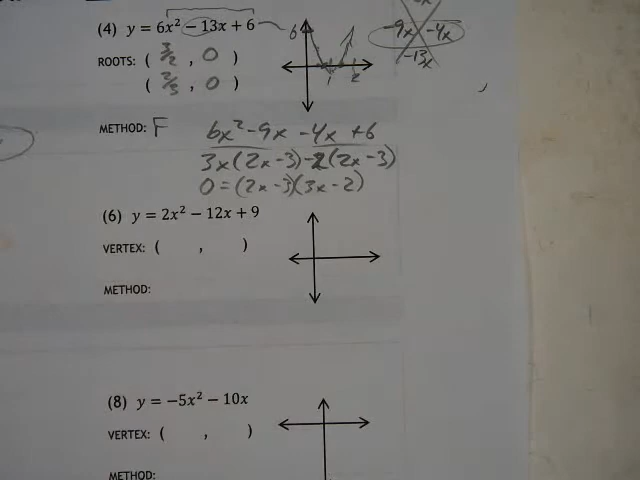 (4) y = 6x² − 13x + 6
6
ROOTS: ( 3/2 , 0 )
( 2/3 , 0 )
1 2
-9x -4x
-13x
METHOD: F
6x² - 9x - 4x + 6
3x(2x - 3) - 2(2x - 3)
0 = (2x - 3)(3x - 2)
(6) y = 2x² − 12x + 9
VERTEX: ( , )
METHOD:
(8) y = −5x² − 10x
VERTEX: ( , )
METHOD: